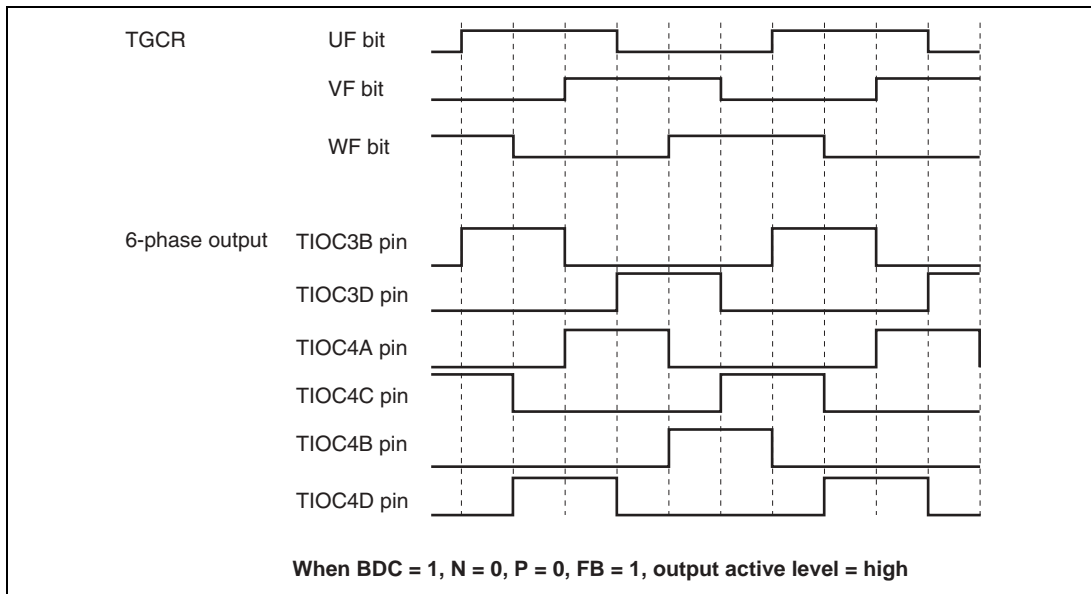 TGCR UF bit
VF bit
WF bit
6-phase output TIOC3B pin
TIOC3D pin
TIOC4A pin
TIOC4C pin
TIOC4B pin
TIOC4D pin
When BDC = 1, N = 0, P = 0, FB = 1, output active level = high